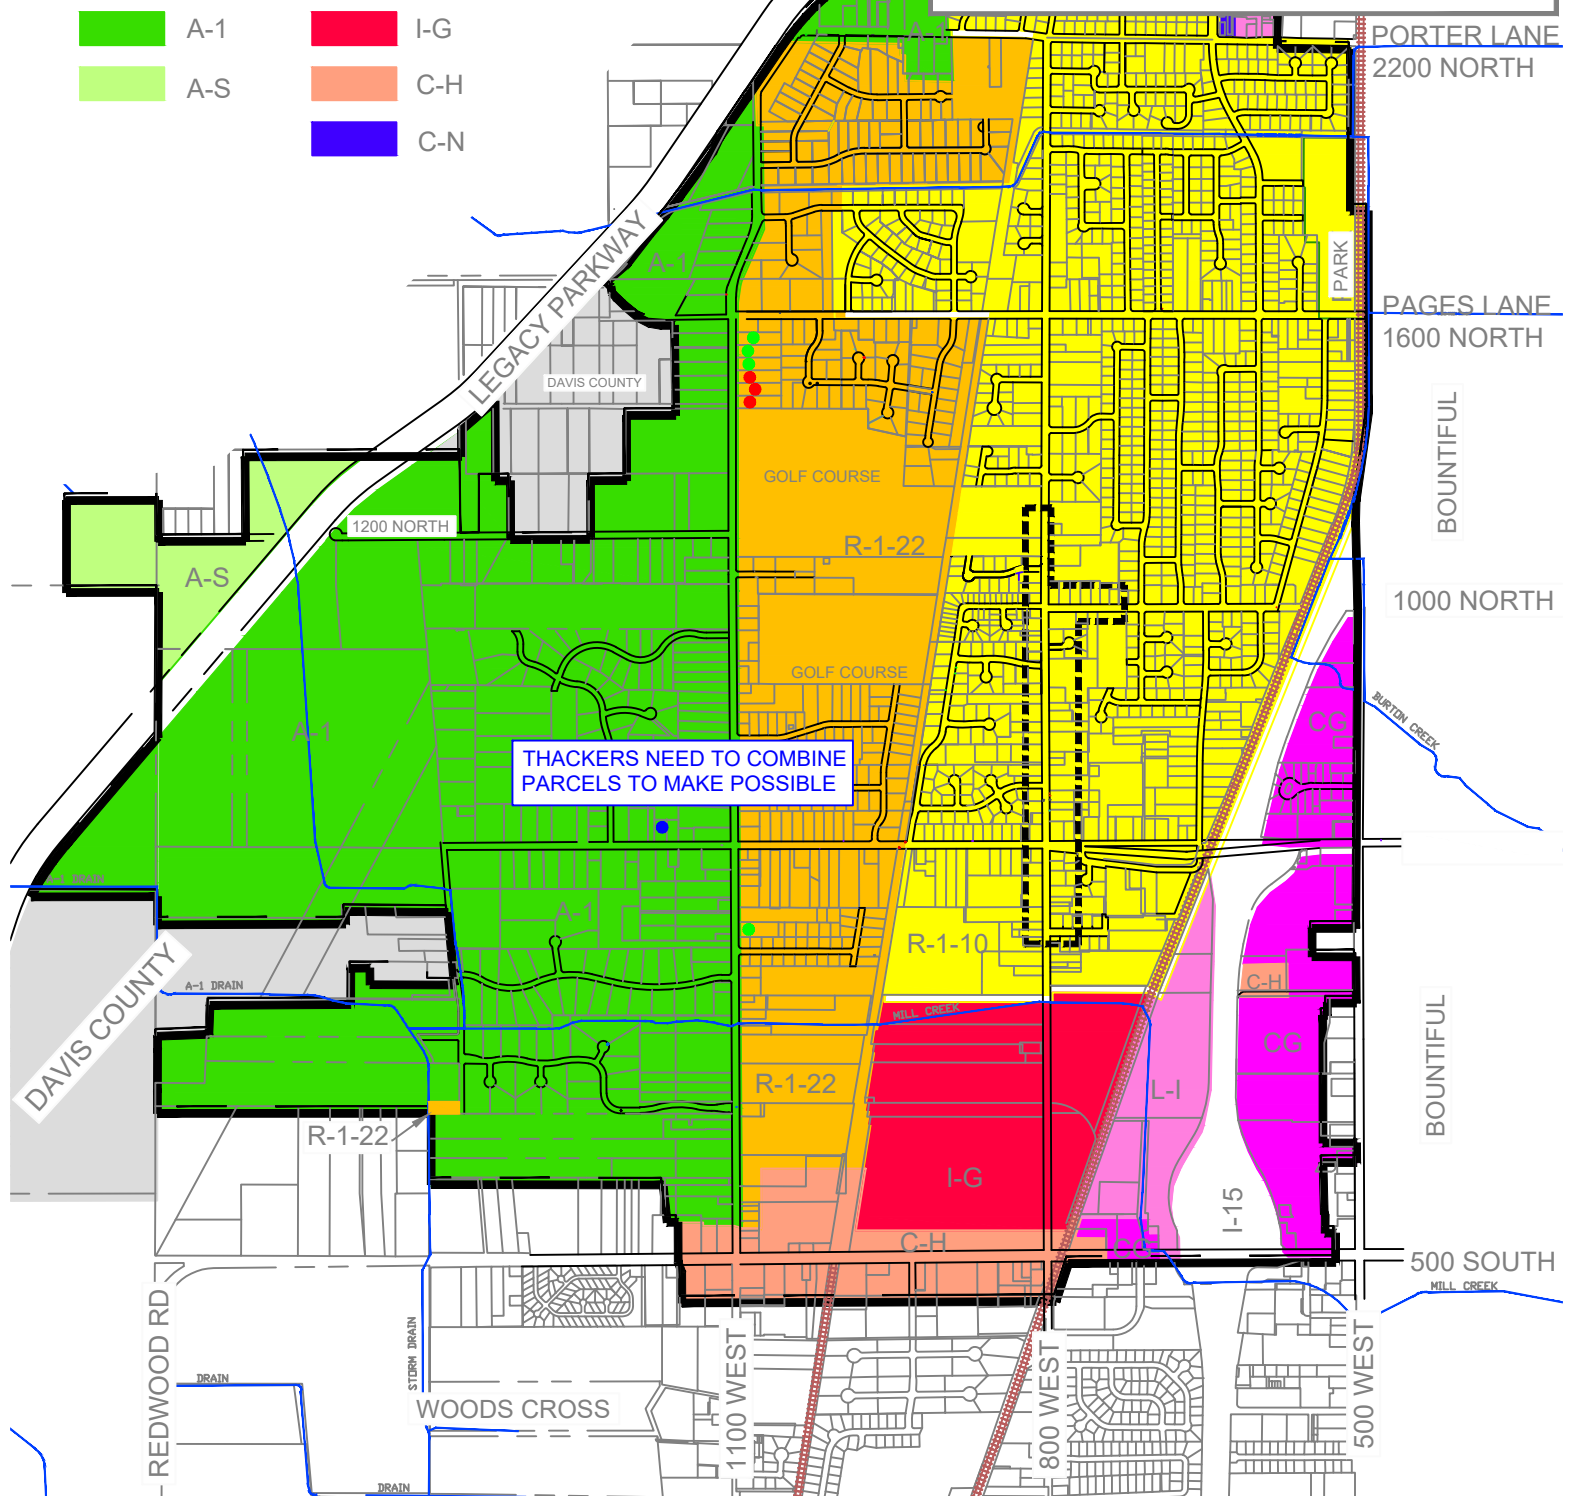 A-1
I-G
A-S
C-H
C-N
A-1
PORTER LANE
2200 NORTH
LEGACY PARKWAY
A-1
PARK
PAGES LANE
1600 NORTH
DAVIS COUNTY
BOUNTIFUL
GOLF COURSE
1200 NORTH
R-1-22
A-S
1000 NORTH
GOLF COURSE
A-1
CG
BURTON CREEK
THACKERS NEED TO COMBINE
PARCELS TO MAKE POSSIBLE
A-1 DRAIN
A-1
R-1-10
DAVIS COUNTY
A-1 DRAIN
C-H
MILL CREEK
CG
BOUNTIFUL
R-1-22
L-I
R-1-22
I-G
I-15
C-H
CG
500 SOUTH
MILL CREEK
REDWOOD RD
STORM DRAIN
1100 WEST
800 WEST
500 WEST
DRAIN
WOODS CROSS
DRAIN